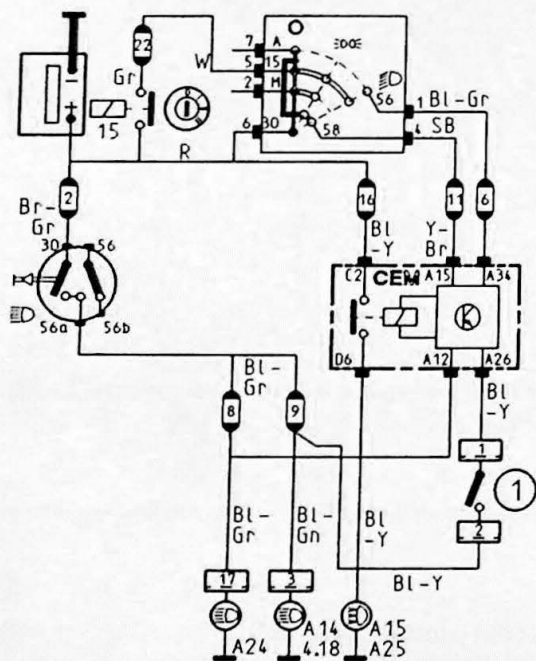 22
7 A
5 15
2 M
W
Gr
15
0
6 30
58
56
1 Bl-Gr
4 SB
R
2
16
11
6
Br-
Gr
30 56
56a
56b
Bl
-Y
Y-
Br
C2
CEM
A15
A34
D6
A12
A26
Bl-
Gr
8
9
Bl
-Y
1
1
2
Bl-
Gn
Bl-
Gn
Bl
-Y
Bl-Y
17
3
A24
A14
4.18
A15
A25